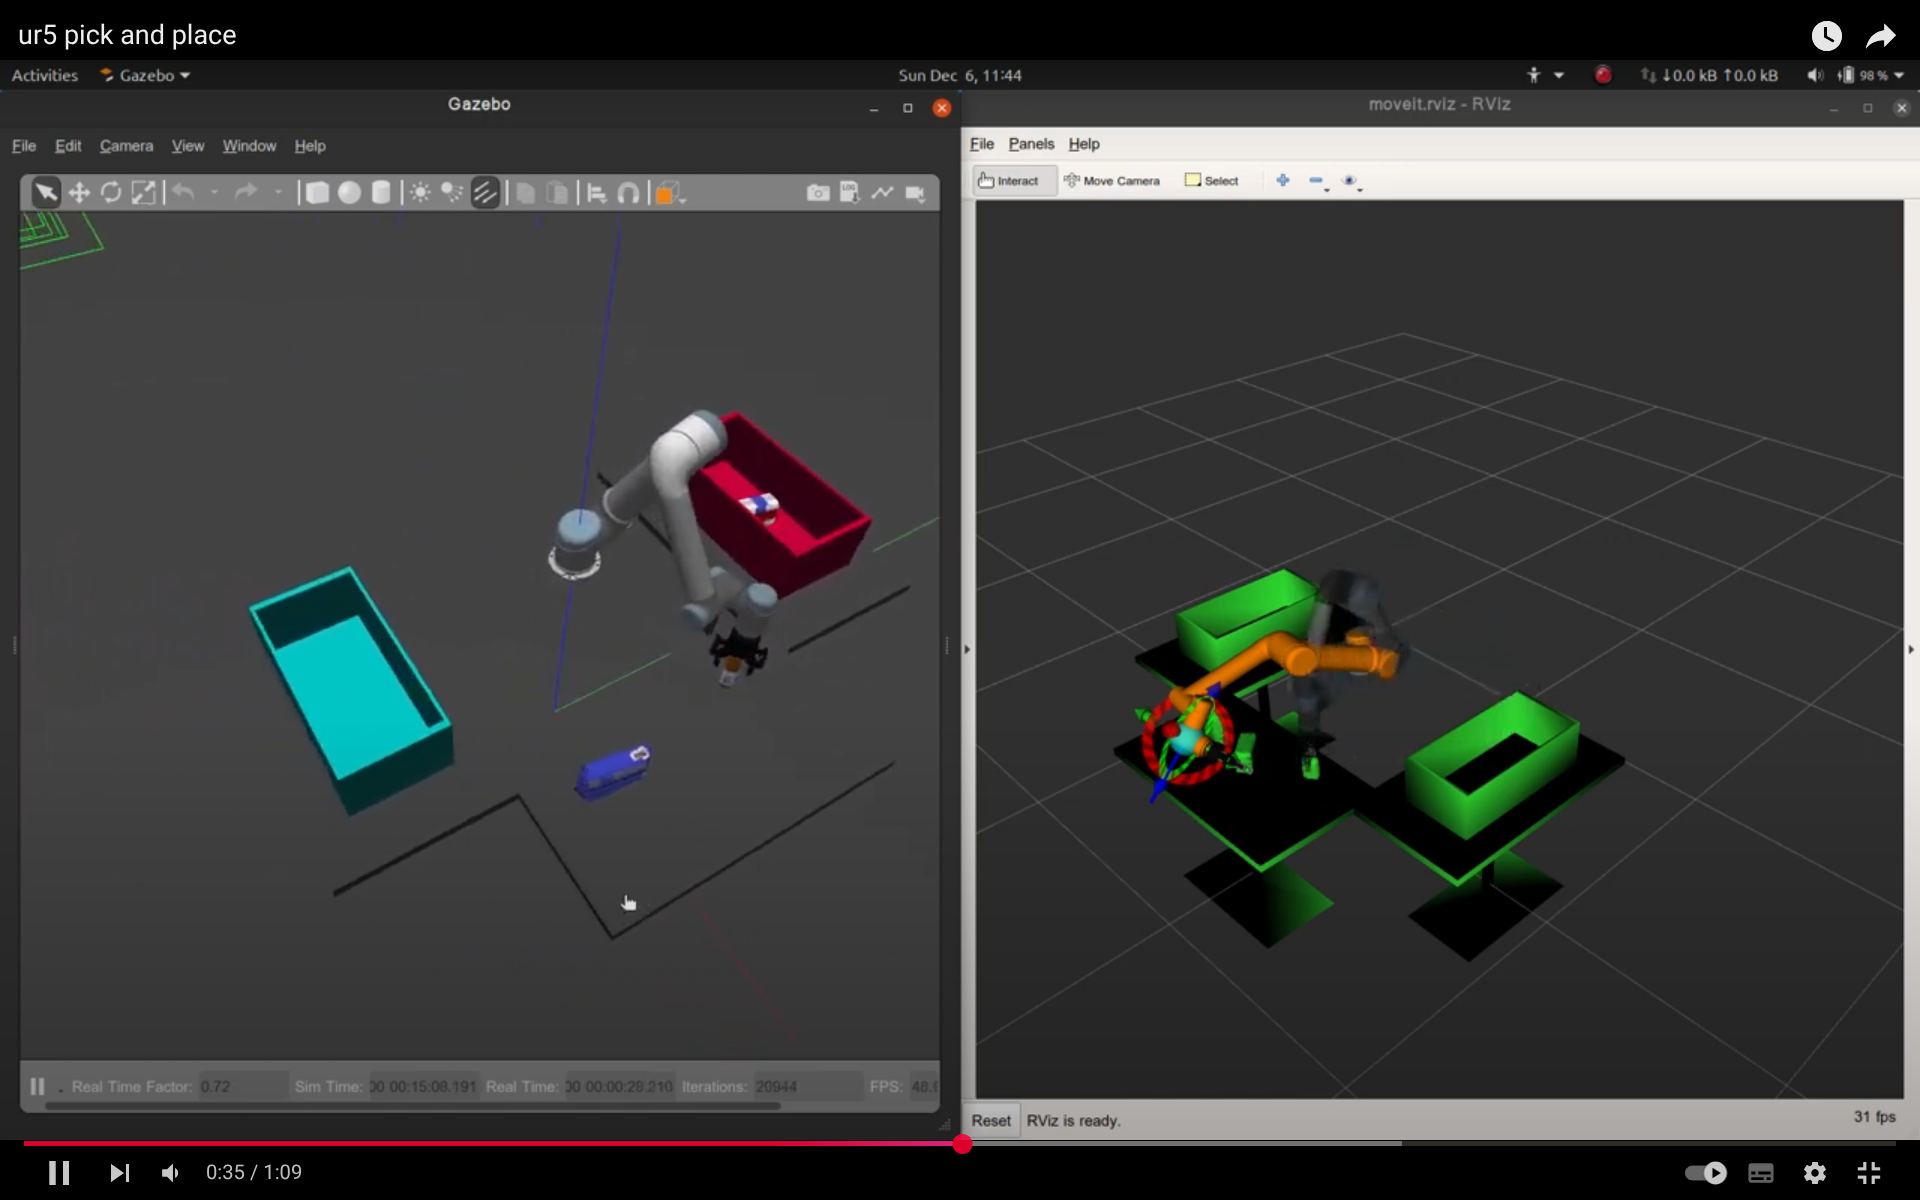 ur5 pick and place
Activities Gazebo Sun Dec 6, 11:44 ↓0.0 kB ↑0.0 kB 98 %
Gazebo
File Edit Camera View Window Help
LOG
Real Time Factor: 0.72 Sim Time: 00 00:15:08.191 Real Time: 00 00:00:28.210 Iterations: 20944 FPS:
moveit.rviz - RViz
File Panels Help
Interact Move Camera Select
Reset RViz is ready. 31 fps
0:35 / 1:09